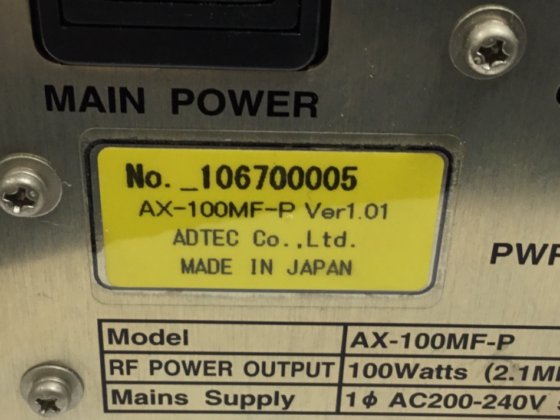 MAIN POWER
No._106700005
AX-100MF-P Ver1.01
ADTEC Co.,Ltd.
MADE IN JAPAN
PWR
Model AX-100MF-P
RF POWER OUTPUT 100Watts (2.1M
Mains Supply 1ϕ AC200-240V